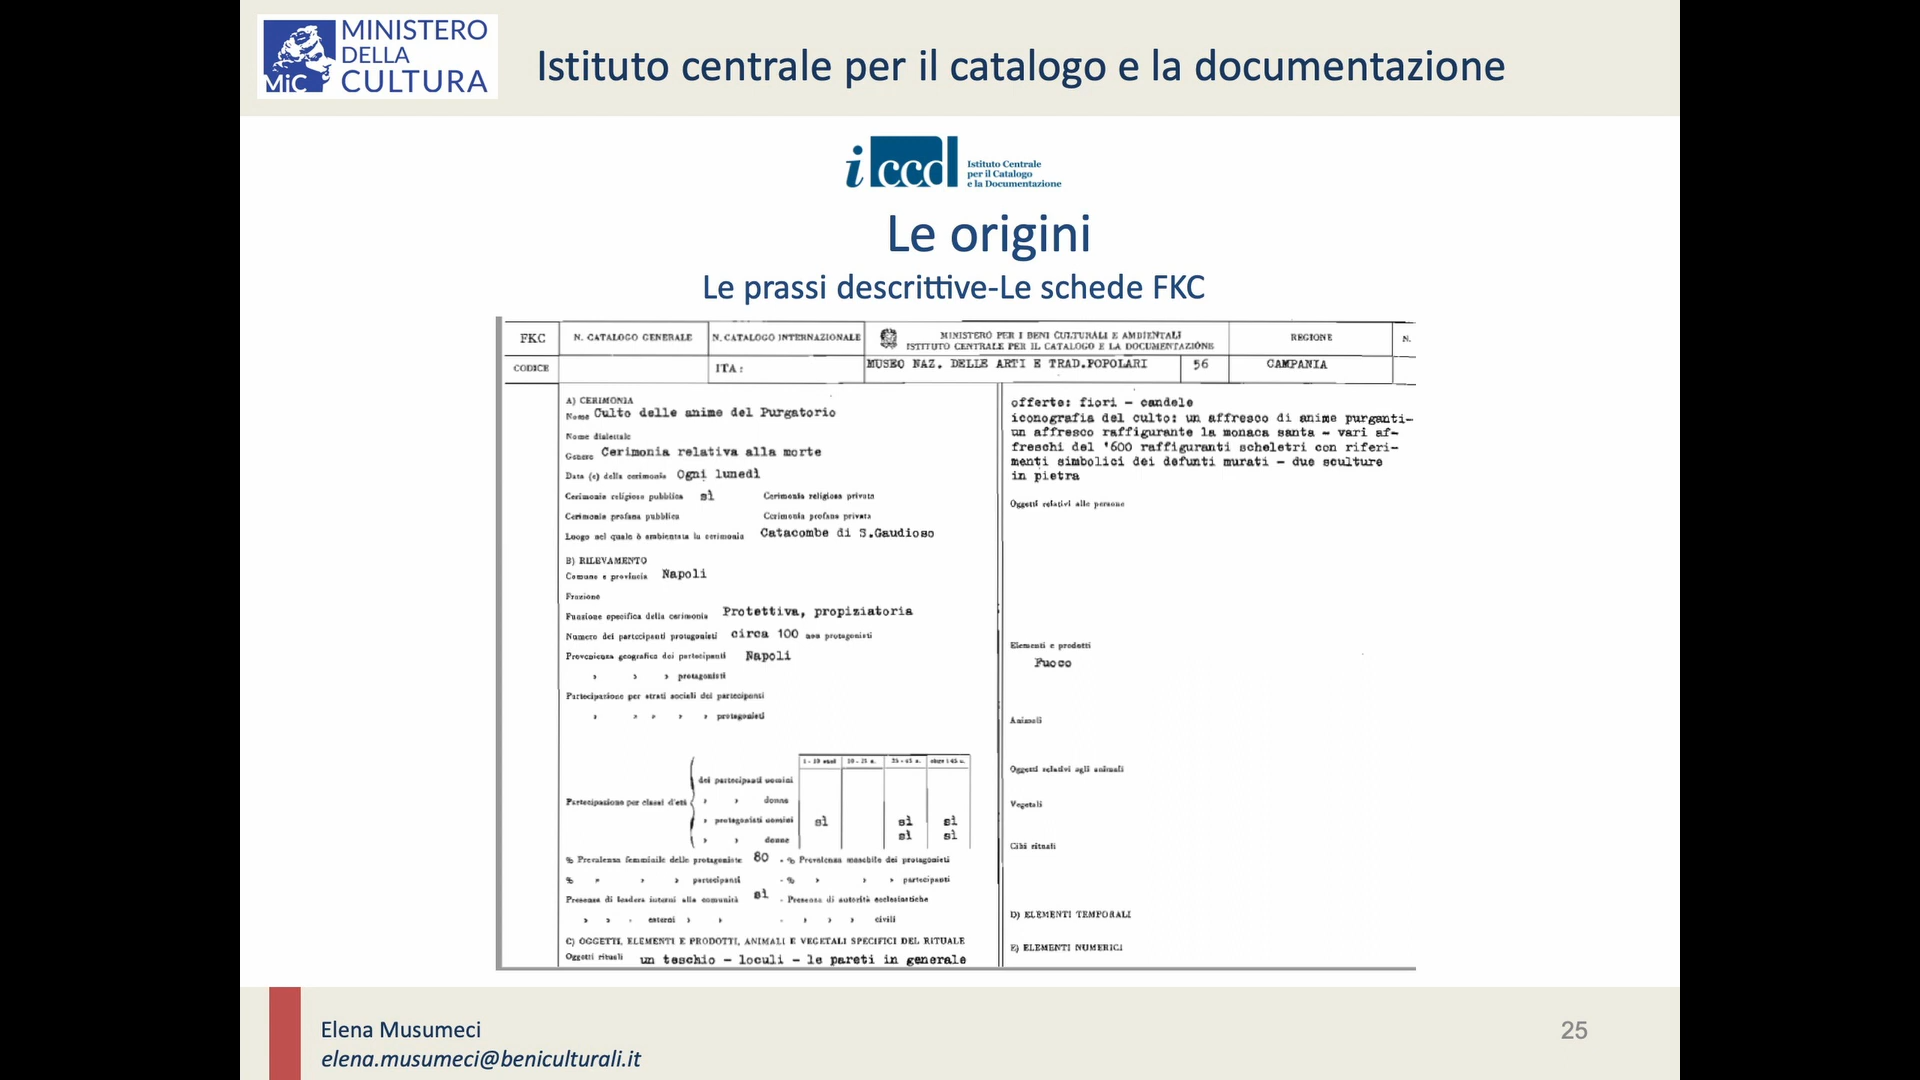 MINISTERO
DELLA
CULTURA
MiC
Istituto centrale per il catalogo e la documentazione
iccd
Istituto Centrale
per il Catalogo
e la Documentazione
Le origini
Le prassi descrittive-Le schede FKC
FKC
N. CATALOGO GENERALE
N. CATALOGO INTERNAZIONALE
MINISTERO PER I BENI CULTURALI E AMBIENTALI
ISTITUTO CENTRALE PER IL CATALOGO E LA DOCUMENTAZIONE
REGIONE
N.
CODICE
ITA:
MUSEO NAZ. DELLE ARTI E TRAD.POPOLARI
56
CAMPANIA
A) CERIMONIA
Nome Culto delle anime del Purgatorio
Nome dialettale
Genere Cerimonia relativa alla morte
Data (e) della cerimonia Ogni lunedì
Cerimonia religiosa pubblica sì Cerimonia religiosa privata
Cerimonia profana pubblica Cerimonia profana privata
Luogo nel quale è ambientata la cerimonia Catacombe di S.Gaudioso
B) RILEVAMENTO
Comune e provincia Napoli
Frazione
Funzione specifica della cerimonia Protettiva, propiziatoria
Numero dei partecipanti protagonisti circa 100 non protagonisti
Provenienza geografica dei partecipanti Napoli
» » » protagonisti
Partecipazione per strati sociali dei partecipanti
» » » » » protagonisti
1 - 10 anni 10 - 25 a. 25 - 45 a. oltre i 45 a.
Partecipazione per classi d'età
dei partecipanti uomini
» » donne
» protagonisti uomini sì sì sì
» » donne sì sì
% Prevalenza femminile delle protagoniste 80 - % Prevalenza maschile dei protagonisti
% » » » partecipanti - % » » » partecipanti
Presenza di leaders interni alla comunità sì - Presenza di autorità ecclesiastiche
» » » esterni » » - » » » civili
C) OGGETTI, ELEMENTI E PRODOTTI, ANIMALI E VEGETALI SPECIFICI DEL RITUALE
Oggetti rituali un teschio - loculi - le pareti in generale
offerte: fiori - candele
iconografia del culto: un affresco di anime purganti-
un affresco raffigurante la monaca santa - vari af-
freschi del '600 raffiguranti scheletri con riferi-
menti simbolici dei defunti murati - due sculture
in pietra
Oggetti relativi alle persone
Elementi e prodotti
Fuoco
Animali
Oggetti relativi agli animali
Vegetali
Cibi rituali
D) ELEMENTI TEMPORALI
E) ELEMENTI NUMERICI
Elena Musumeci
elena.musumeci@beniculturali.it
25